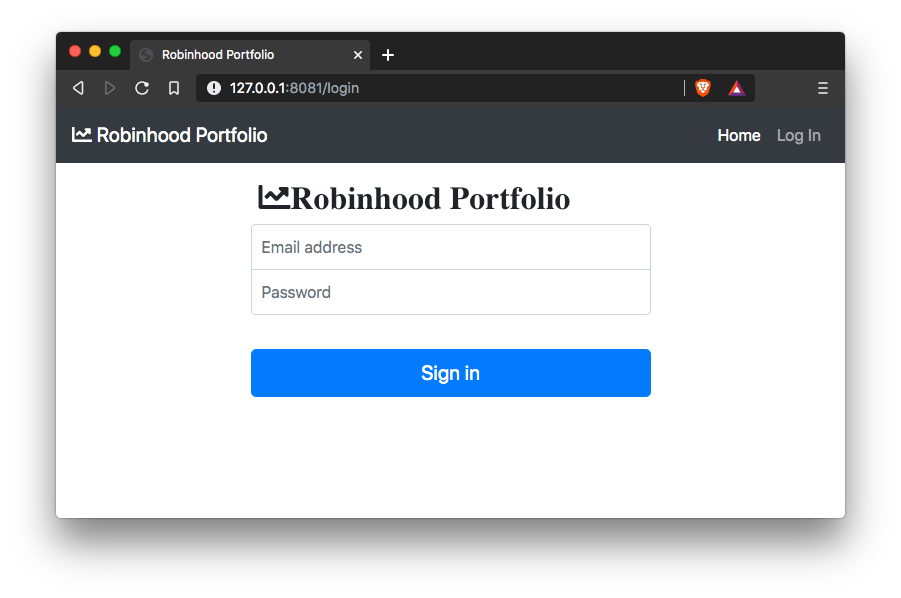 Robinhood Portfolio
127.0.0.1:8081/login
Robinhood Portfolio
Home
Log In
Robinhood Portfolio
Email address
Password
Sign in